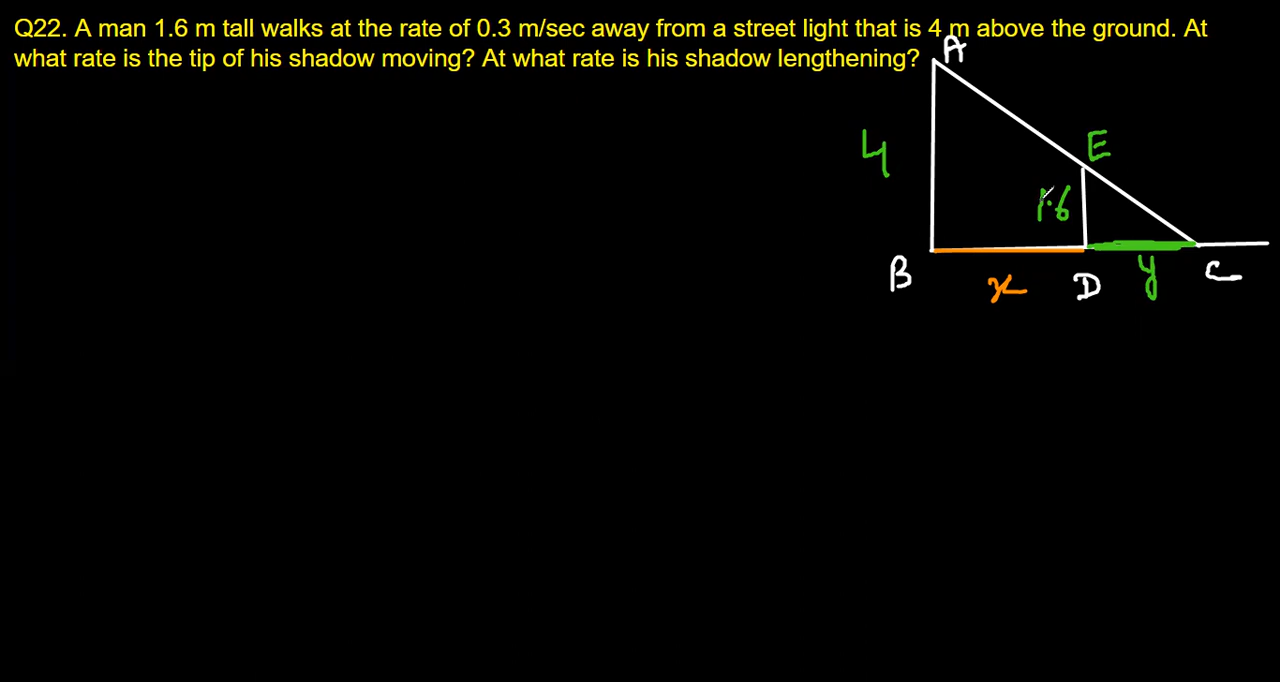 Q22. A man 1.6 m tall walks at the rate of 0.3 m/sec away from a street light that is 4 m above the ground. At
what rate is the tip of his shadow moving? At what rate is his shadow lengthening?
A
4
E
1.6
B
x
D
y
C